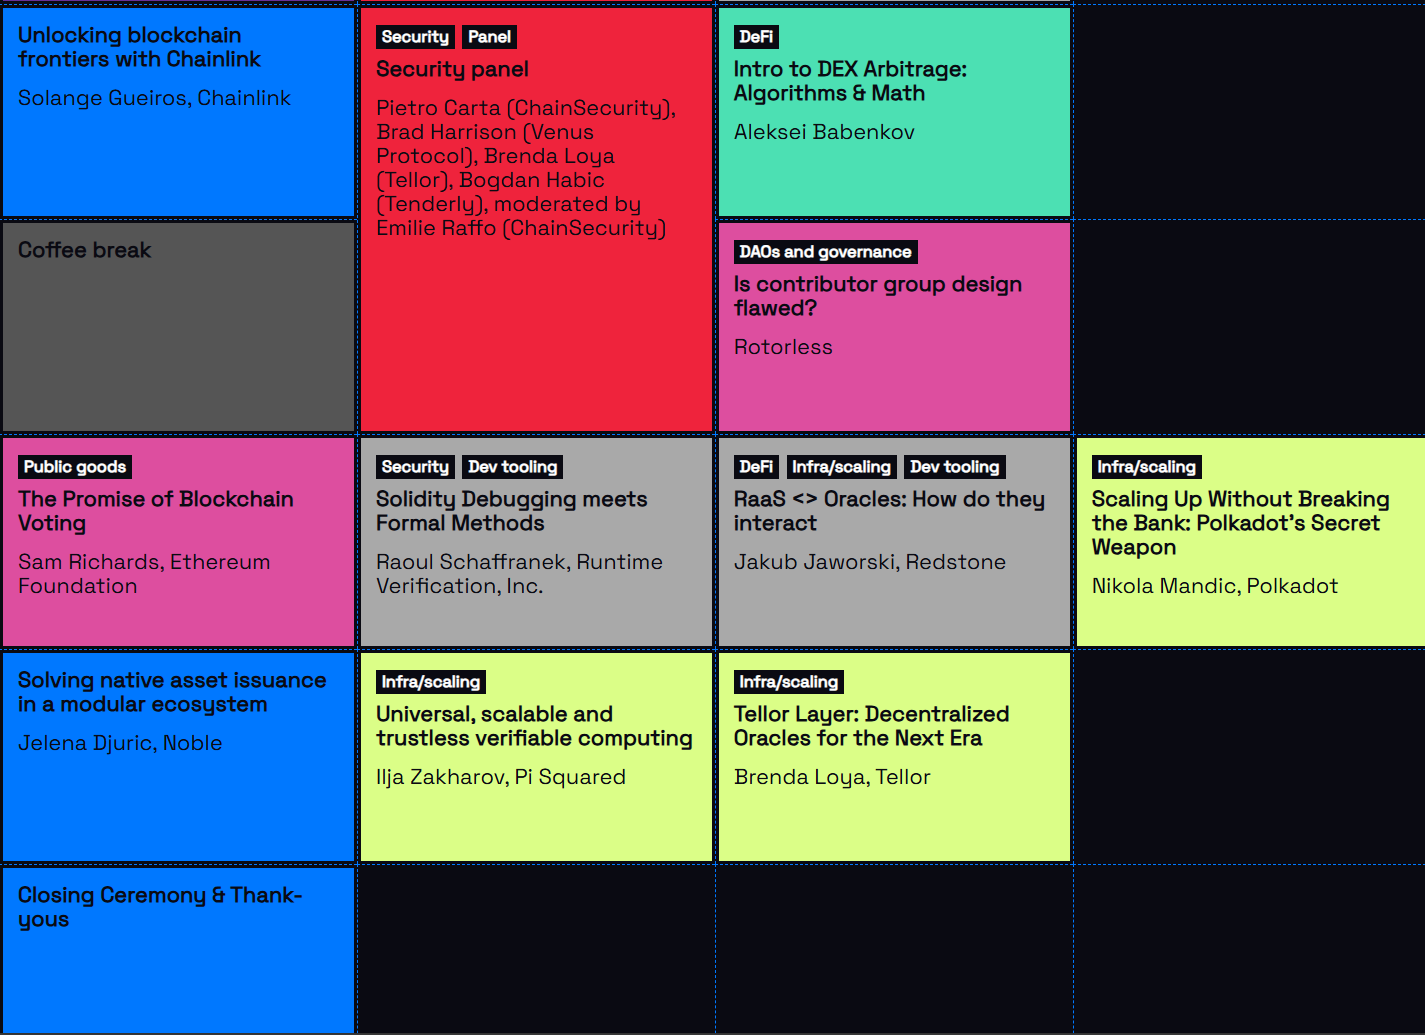 Unlocking blockchain
frontiers with Chainlink
Solange Gueiros, Chainlink
Security Panel
Security panel
Pietro Carta (ChainSecurity),
Brad Harrison (Venus
Protocol), Brenda Loya
(Tellor), Bogdan Habic
(Tenderly), moderated by
Emilie Raffo (ChainSecurity)
DeFi
Intro to DEX Arbitrage:
Algorithms & Math
Aleksei Babenkov
Coffee break
DAOs and governance
Is contributor group design
flawed?
Rotorless
Public goods
The Promise of Blockchain
Voting
Sam Richards, Ethereum
Foundation
Security Dev tooling
Solidity Debugging meets
Formal Methods
Raoul Schaffranek, Runtime
Verification, Inc.
DeFi Infra/scaling Dev tooling
RaaS <> Oracles: How do they
interact
Jakub Jaworski, Redstone
Infra/scaling
Scaling Up Without Breaking
the Bank: Polkadot's Secret
Weapon
Nikola Mandic, Polkadot
Solving native asset issuance
in a modular ecosystem
Jelena Djuric, Noble
Infra/scaling
Universal, scalable and
trustless verifiable computing
Ilja Zakharov, Pi Squared
Infra/scaling
Tellor Layer: Decentralized
Oracles for the Next Era
Brenda Loya, Tellor
Closing Ceremony & Thank-
yous